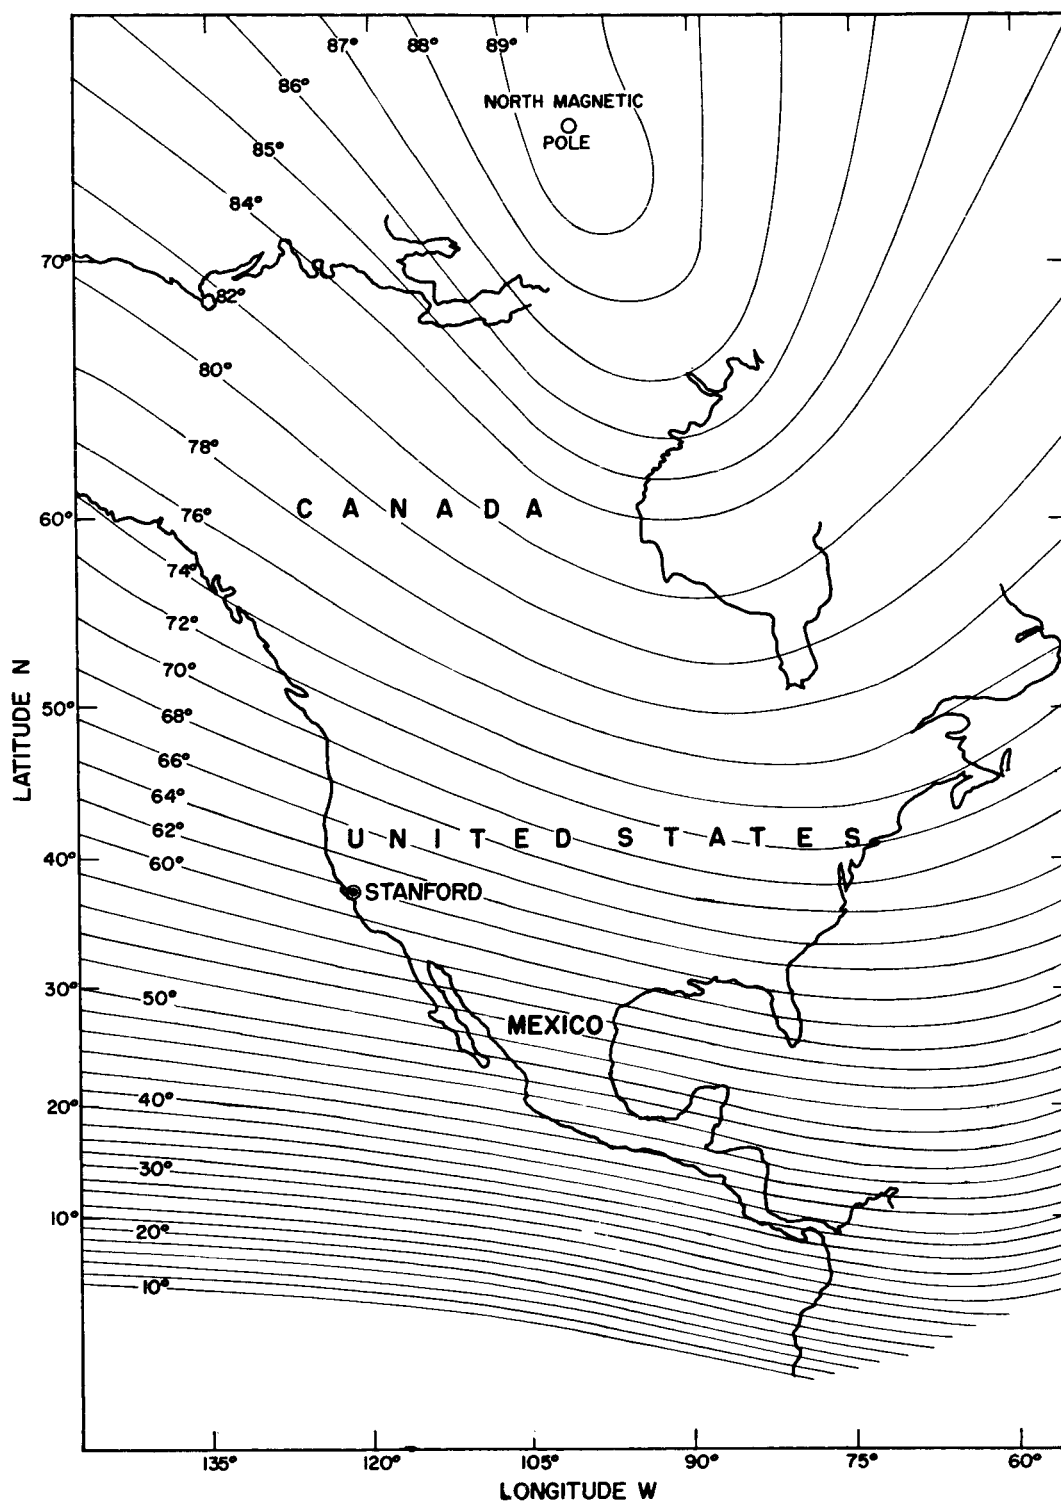 87° 88° 89°
86°
NORTH MAGNETIC
POLE
85°
84°
70°
82°
80°
78°
CANADA
60°
76°
74°
72°
70°
50°
68°
66°
64°
62°
UNITED STATES
40°
60°
STANFORD
30°
50°
MEXICO
40°
20°
30°
10°
20°
10°
LATITUDE N
135° 120° 105° 90° 75° 60°
LONGITUDE W